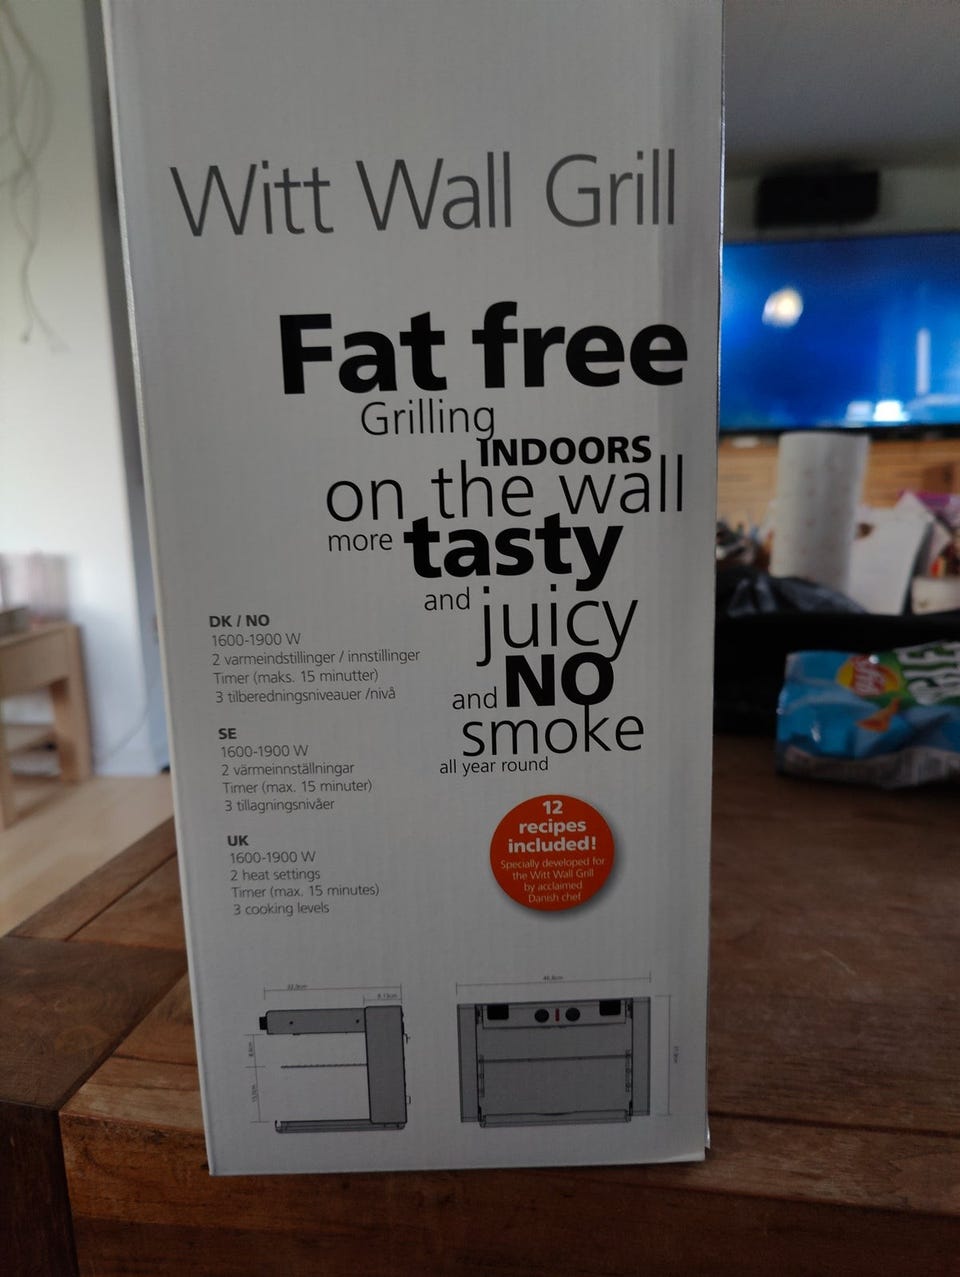 Witt Wall Grill
Fat free
Grilling
INDOORS
on the wall
more tasty
and juicy
and NO
smoke
all year round
DK / NO
1600-1900 W
2 varmeindstillinger / innstillinger
Timer (maks. 15 minutter)
3 tilberedningsniveauer /nivå
SE
1600-1900 W
2 värmeinnställningar
Timer (max. 15 minuter)
3 tillagningsnivåer
UK
1600-1900 W
2 heat settings
Timer (max. 15 minutes)
3 cooking levels
12
recipes
included!
Specially developed for
the Witt Wall Grill
by acclaimed
Danish chef